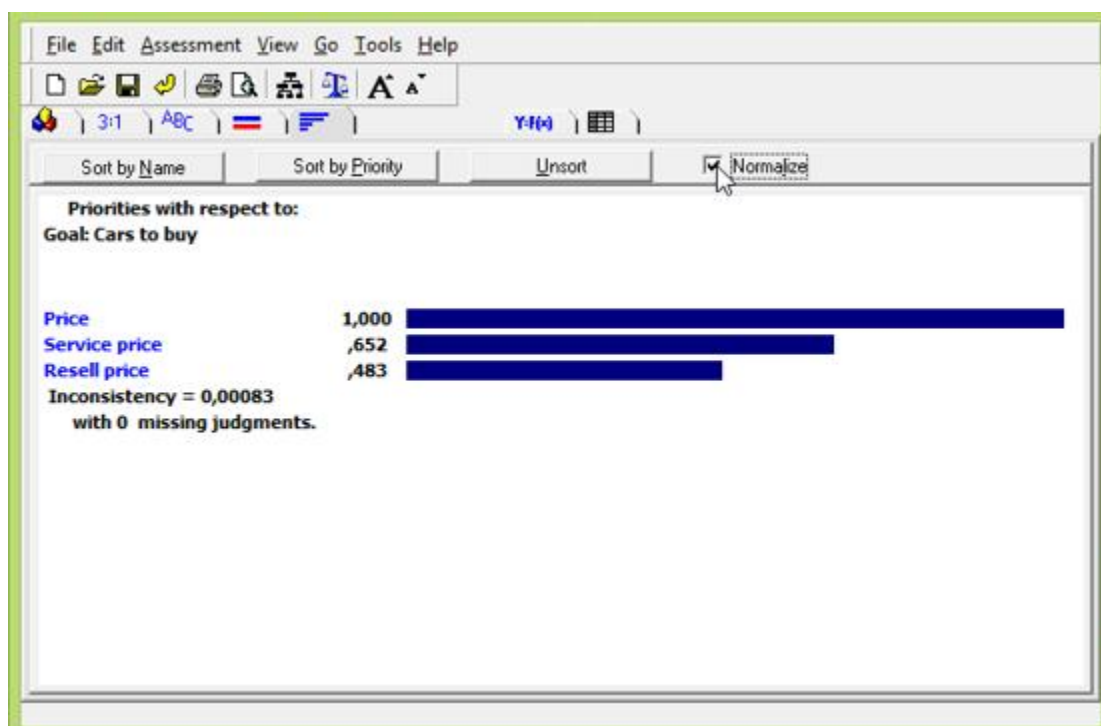 File Edit Assessment View Go Tools Help
A A
3:1 ABC Y=f(x)
Sort by Name Sort by Priority Unsort Normalize
Priorities with respect to:
Goal: Cars to buy
Price 1,000
Service price ,652
Resell price ,483
Inconsistency = 0,00083
with 0 missing judgments.